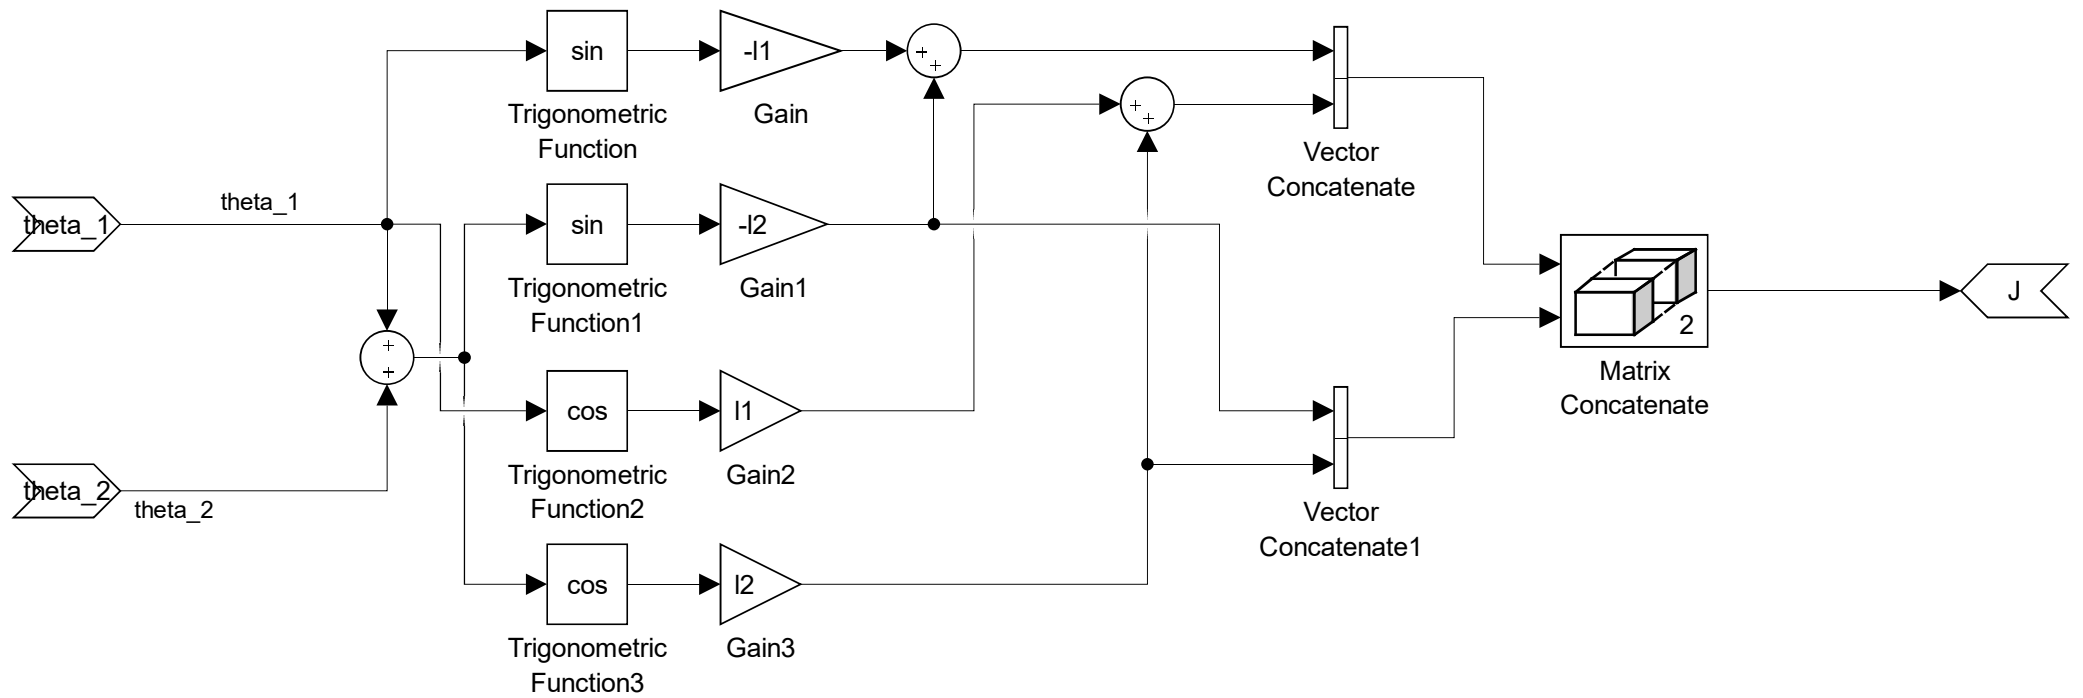 sin
-l1
+
+
Trigonometric
Function
Gain
+
+
Vector
Concatenate
theta_1
theta_1
sin
-l2
Trigonometric
Function1
Gain1
+
+
2
Matrix
Concatenate
J
cos
l1
Trigonometric
Function2
Gain2
theta_2
theta_2
Vector
Concatenate1
cos
l2
Trigonometric
Function3
Gain3